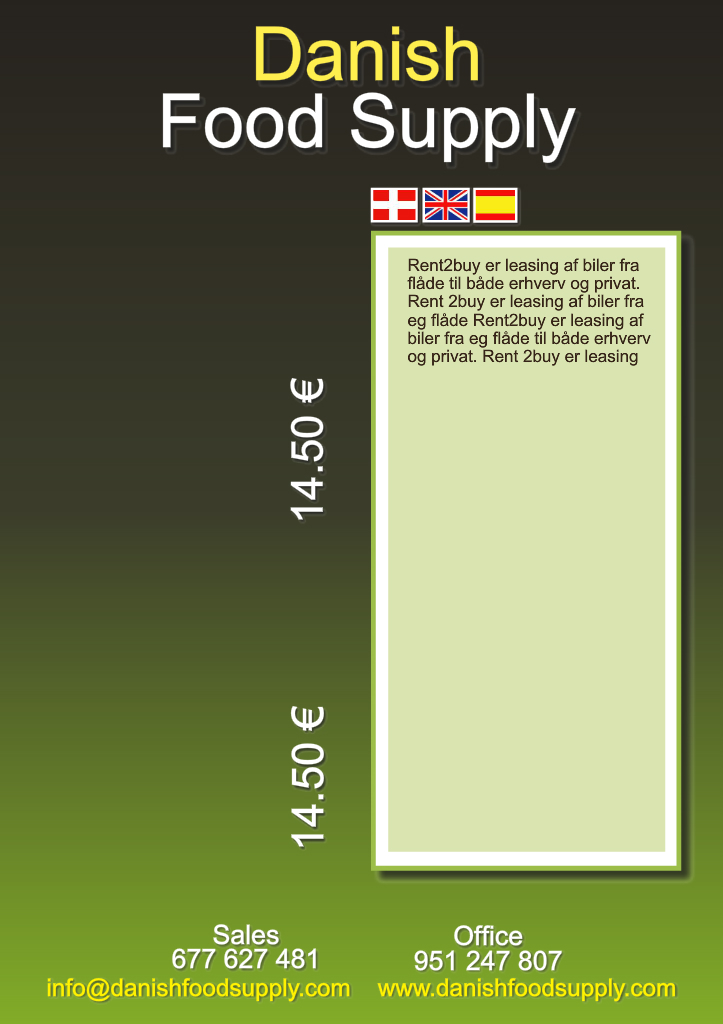 Danish
Food Supply
Rent2buy er leasing af biler fra
flåde til både erhverv og privat.
Rent 2buy er leasing af biler fra
eg flåde Rent2buy er leasing af
biler fra eg flåde til både erhverv
og privat. Rent 2buy er leasing
14.50 €
14.50 €
Sales
677 627 481
info@danishfoodsupply.com
Office
951 247 807
www.danishfoodsupply.com